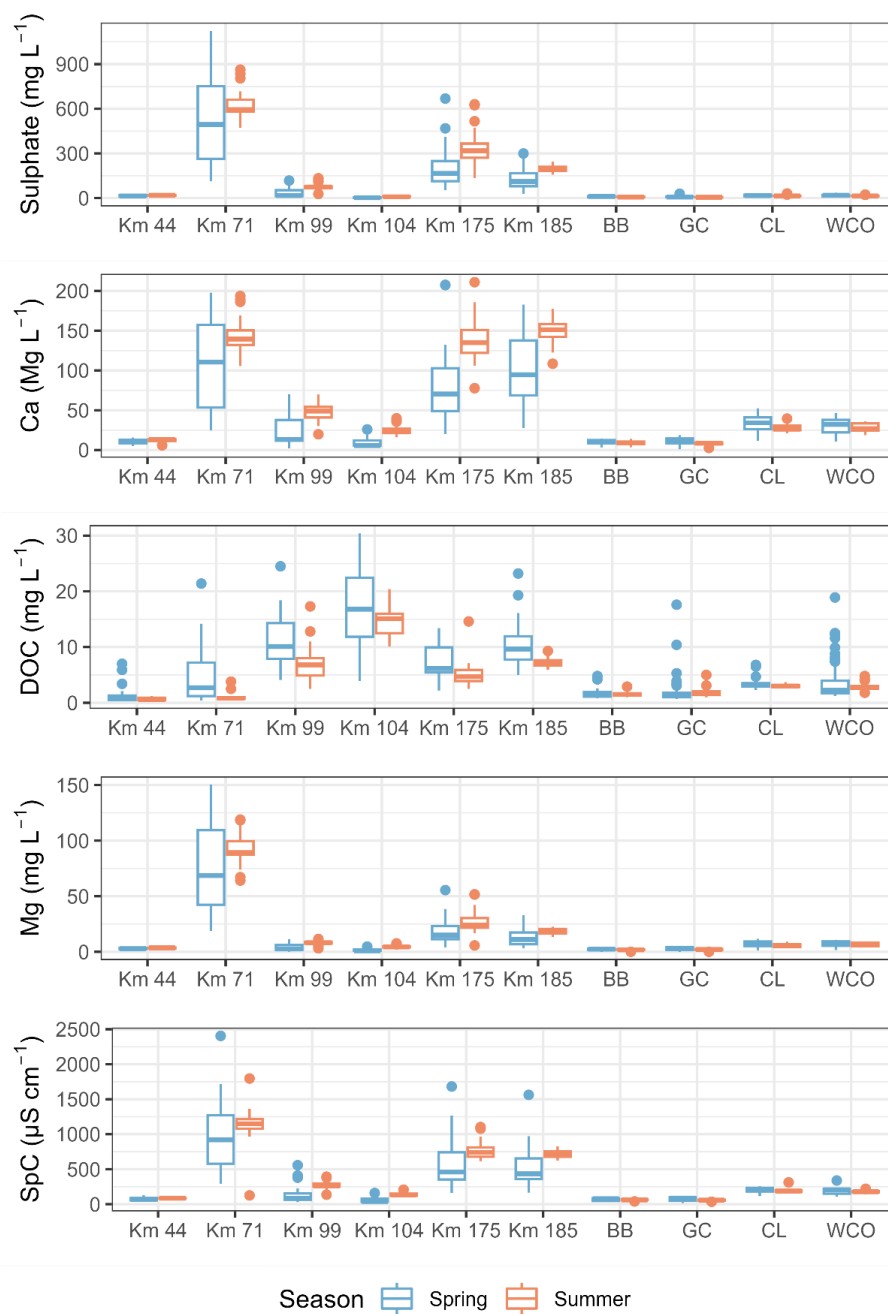 Sulphate (mg L⁻¹)
900
600
300
0
Km 44 Km 71 Km 99 Km 104 Km 175 Km 185 BB GC CL WCO
Ca (Mg L⁻¹)
200
150
100
50
0
Km 44 Km 71 Km 99 Km 104 Km 175 Km 185 BB GC CL WCO
DOC (mg L⁻¹)
30
20
10
0
Km 44 Km 71 Km 99 Km 104 Km 175 Km 185 BB GC CL WCO
Mg (mg L⁻¹)
150
100
50
0
Km 44 Km 71 Km 99 Km 104 Km 175 Km 185 BB GC CL WCO
SpC (µS cm⁻¹)
2500
2000
1500
1000
500
0
Km 44 Km 71 Km 99 Km 104 Km 175 Km 185 BB GC CL WCO
Season Spring Summer